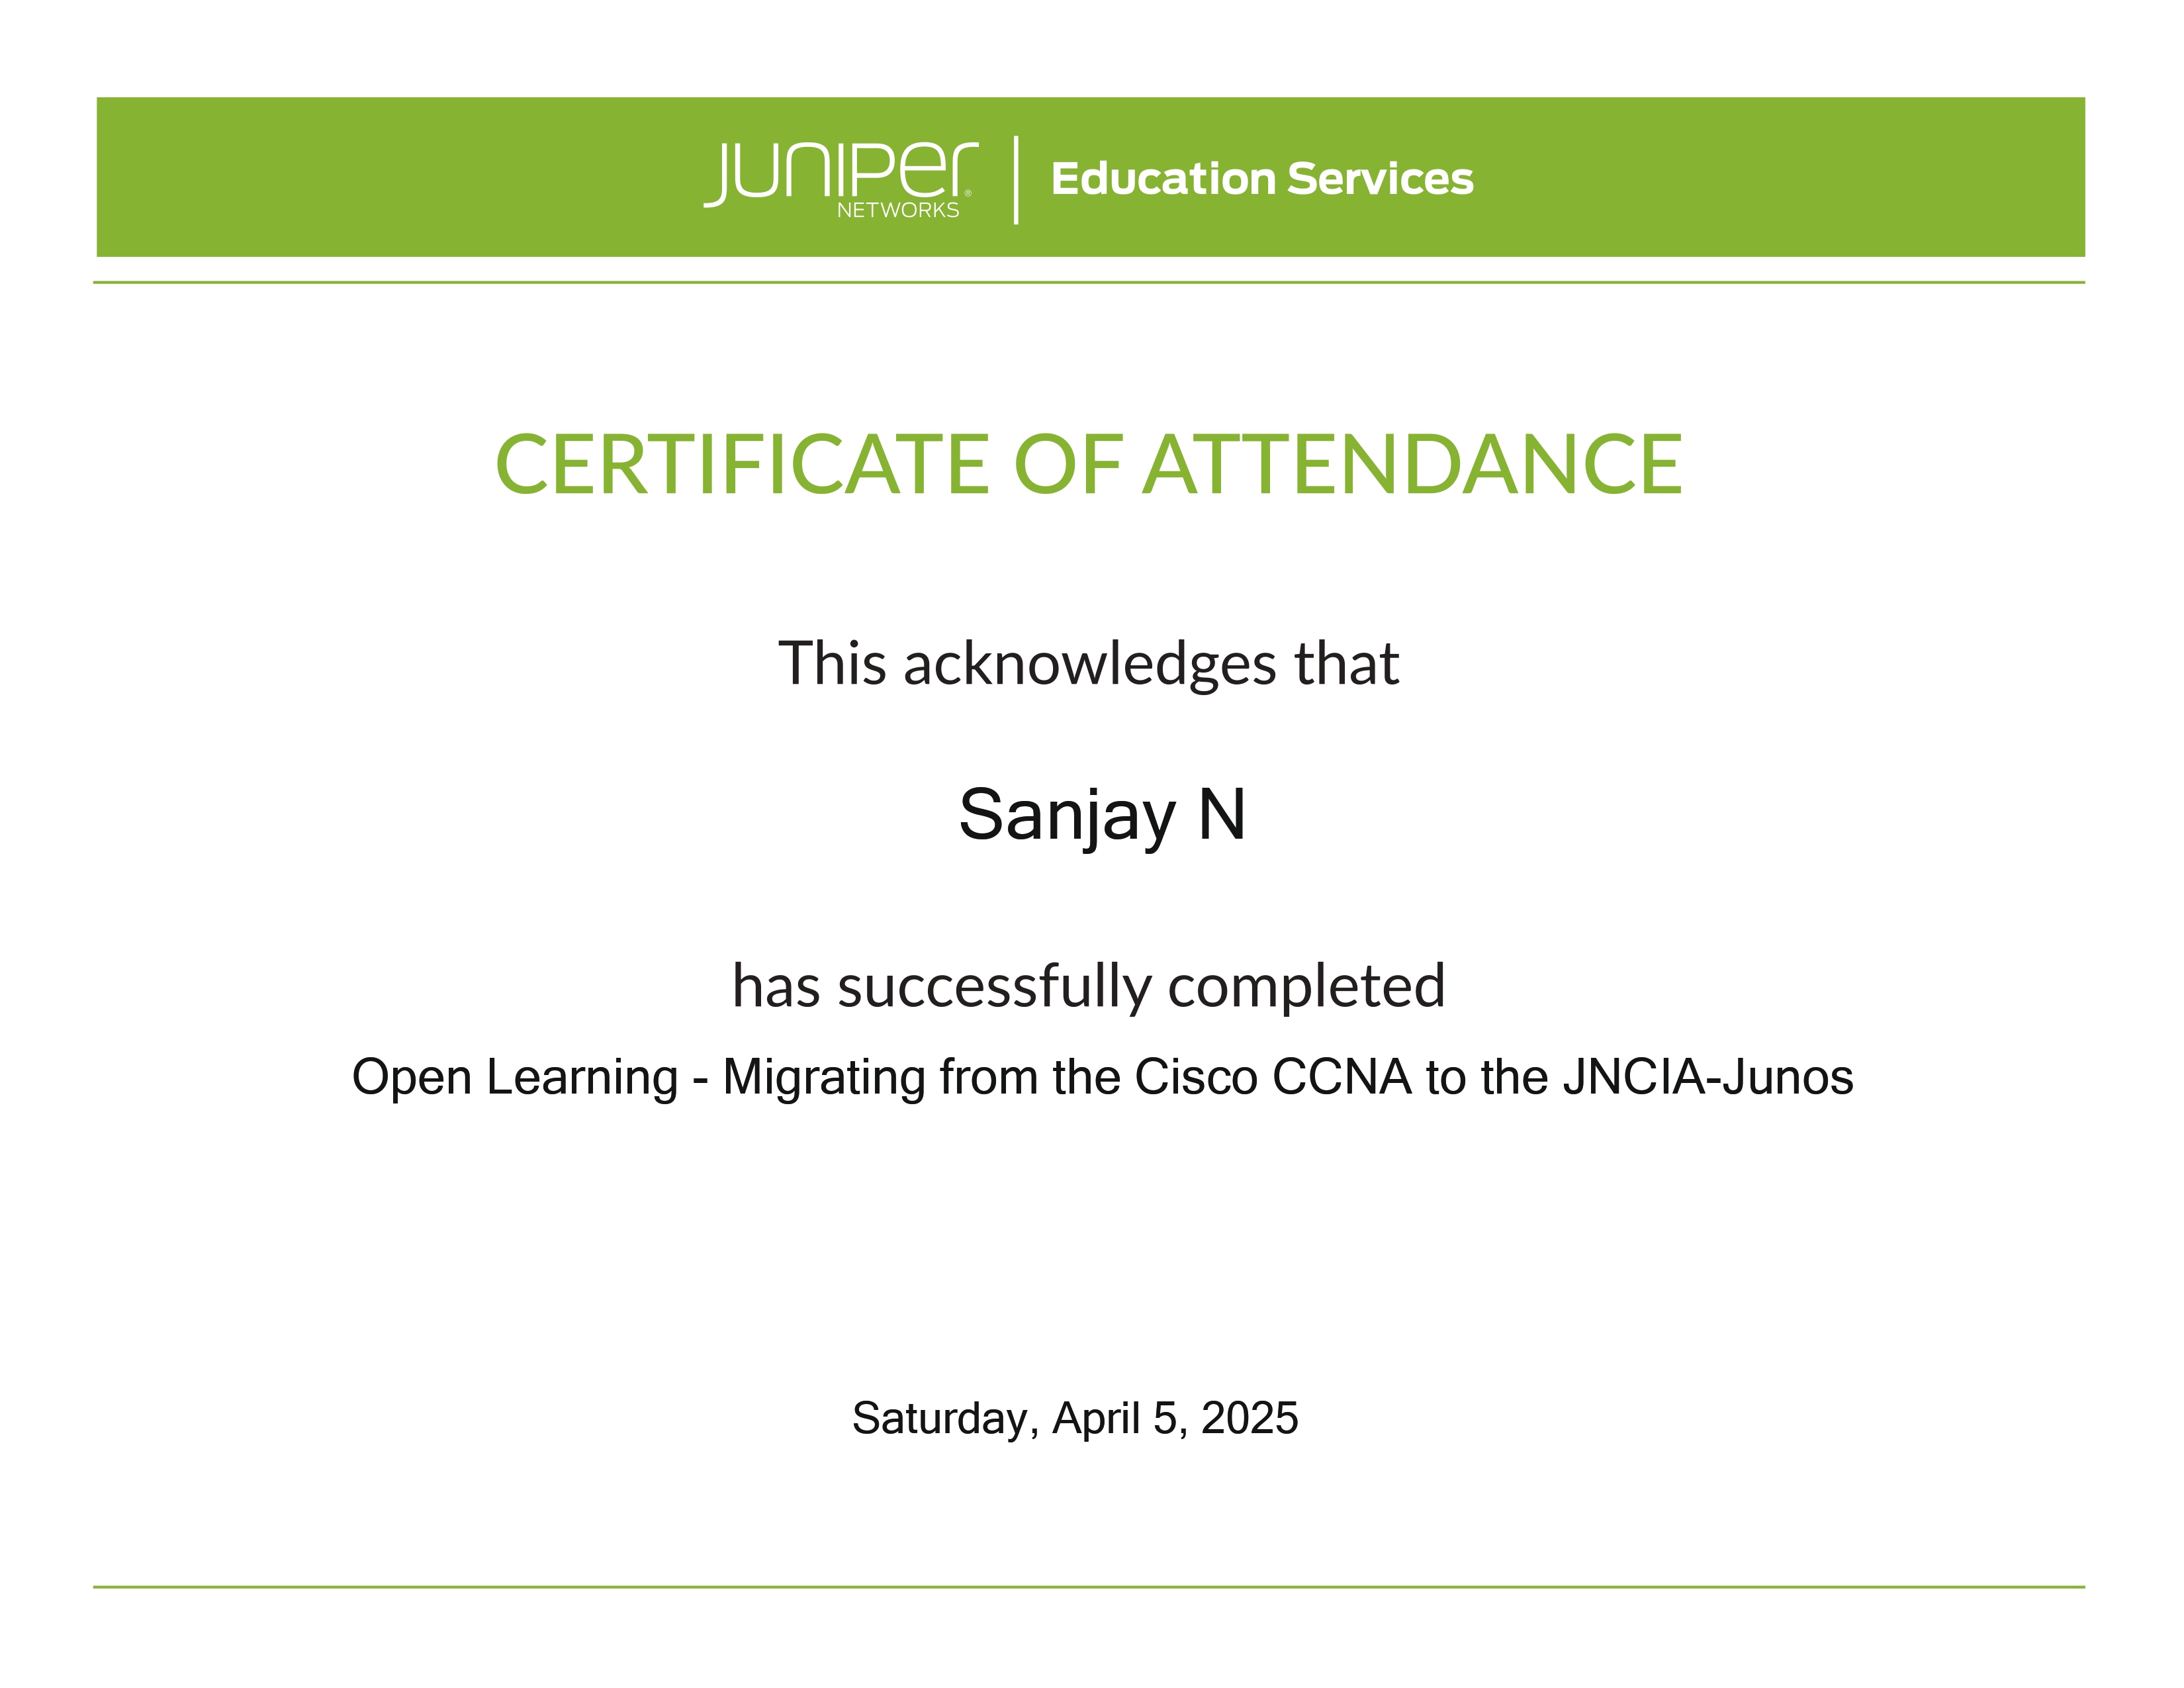 JUNIPEr® | Education Services
NETWORKS
CERTIFICATE OF ATTENDANCE
This acknowledges that
Sanjay N
has successfully completed
Open Learning - Migrating from the Cisco CCNA to the JNCIA-Junos
Saturday, April 5, 2025